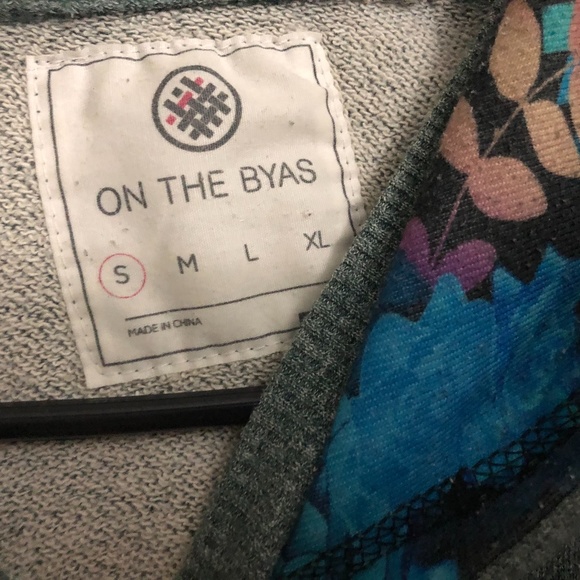 ON THE BYAS
S M L XL
MADE IN CHINA